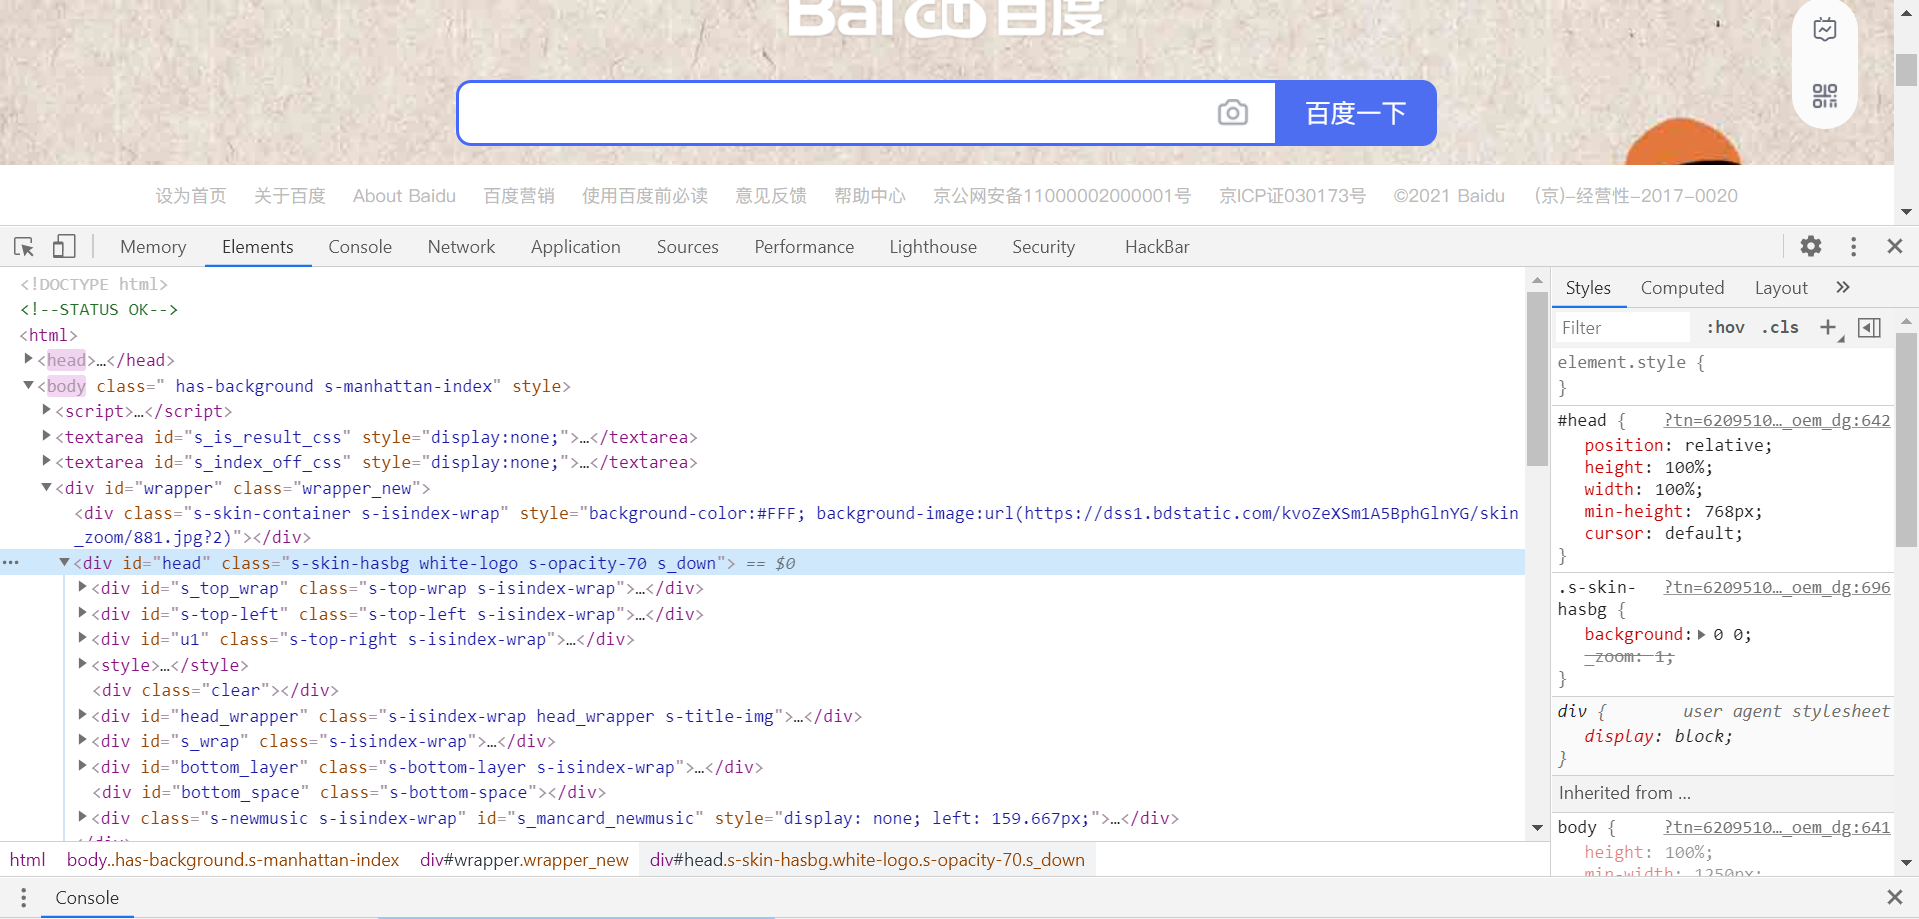 Bai du 百度
百度一下
设为首页 关于百度 About Baidu 百度营销 使用百度前必读 意见反馈 帮助中心 京公网安备11000002000001号 京ICP证030173号 ©2021 Baidu (京)-经营性-2017-0020
Memory Elements Console Network Application Sources Performance Lighthouse Security HackBar
<!DOCTYPE html>
<!--STATUS OK-->
<html>
<head>…</head>
<body class=" has-background s-manhattan-index" style>
<script>…</script>
<textarea id="s_is_result_css" style="display:none;">…</textarea>
<textarea id="s_index_off_css" style="display:none;">…</textarea>
<div id="wrapper" class="wrapper_new">
<div class="s-skin-container s-isindex-wrap" style="background-color:#FFF; background-image:url(https://dss1.bdstatic.com/kvoZeXSm1A5BphGlnYG/skin
_zoom/881.jpg?2)"></div>
<div id="head" class="s-skin-hasbg white-logo s-opacity-70 s_down"> == $0
<div id="s_top_wrap" class="s-top-wrap s-isindex-wrap">…</div>
<div id="s-top-left" class="s-top-left s-isindex-wrap">…</div>
<div id="u1" class="s-top-right s-isindex-wrap">…</div>
<style>…</style>
<div class="clear"></div>
<div id="head_wrapper" class="s-isindex-wrap head_wrapper s-title-img">…</div>
<div id="s_wrap" class="s-isindex-wrap">…</div>
<div id="bottom_layer" class="s-bottom-layer s-isindex-wrap">…</div>
<div id="bottom_space" class="s-bottom-space"></div>
<div class="s-newmusic s-isindex-wrap" id="s_mancard_newmusic" style="display: none; left: 159.667px;">…</div>
</div>
html body..has-background.s-manhattan-index div#wrapper.wrapper_new div#head.s-skin-hasbg.white-logo.s-opacity-70.s_down
Console
Styles Computed Layout »
Filter :hov .cls +
element.style {
}
#head { ?tn=6209510…_oem_dg:642
position: relative;
height: 100%;
width: 100%;
min-height: 768px;
cursor: default;
}
.s-skin- ?tn=6209510…_oem_dg:696
hasbg {
background: 0 0;
_zoom: 1;
}
div { user agent stylesheet
display: block;
}
Inherited from ...
body { ?tn=6209510…_oem_dg:641
height: 100%;
min-width: 1250px;